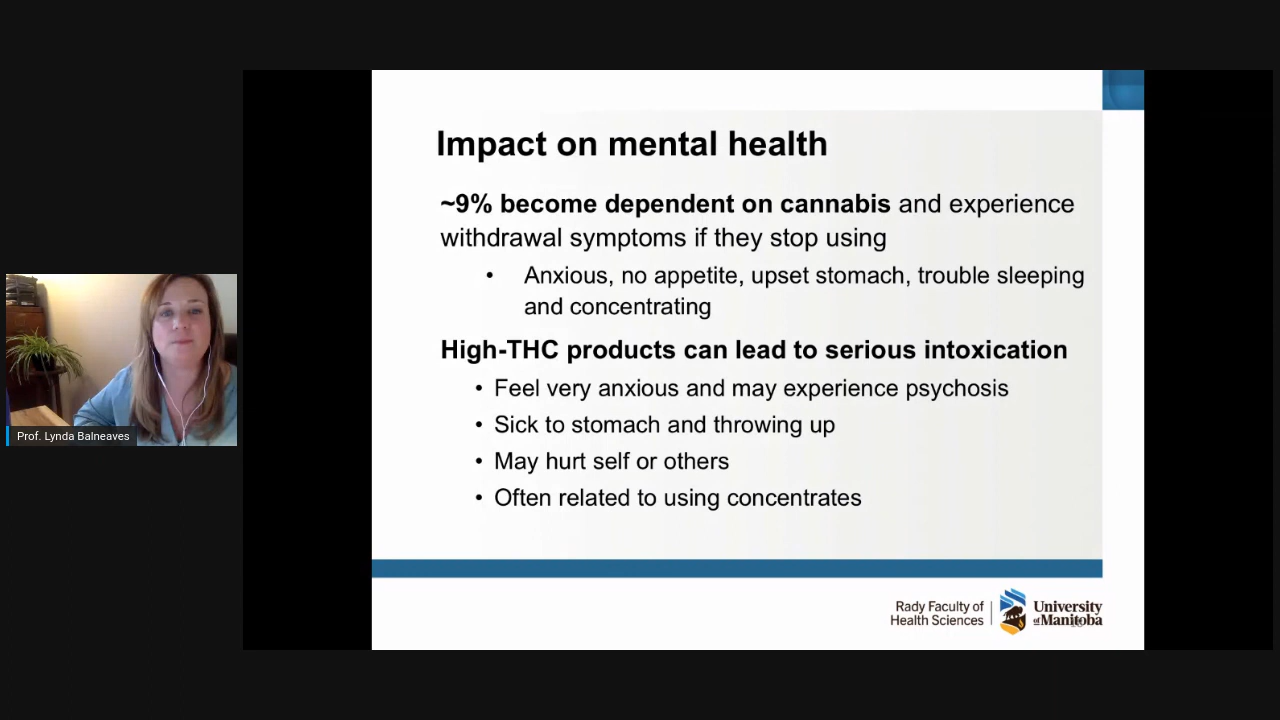 Impact on mental health
~9% become dependent on cannabis and experience
withdrawal symptoms if they stop using
• Anxious, no appetite, upset stomach, trouble sleeping
and concentrating
High-THC products can lead to serious intoxication
• Feel very anxious and may experience psychosis
• Sick to stomach and throwing up
• May hurt self or others
• Often related to using concentrates
Prof. Lynda Balneaves
Rady Faculty of
Health Sciences
University
of Manitoba